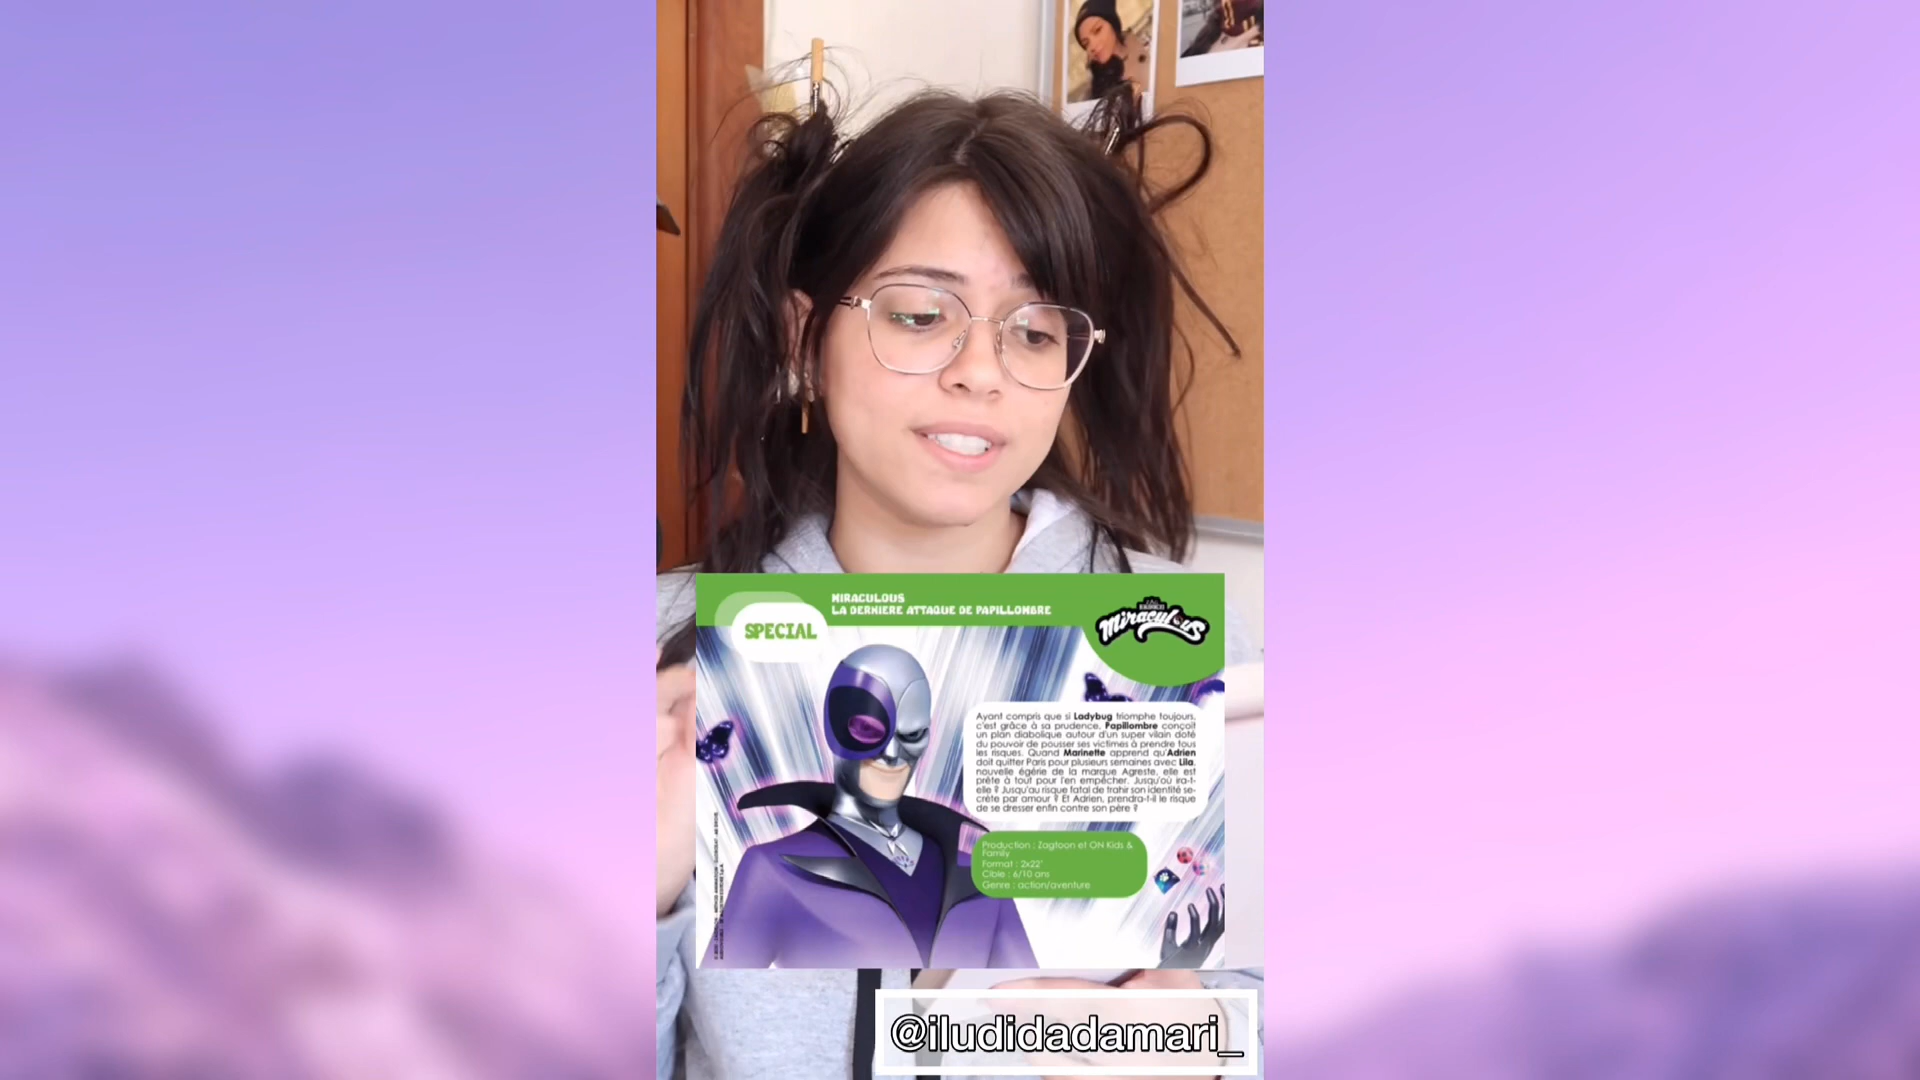 MIRACULOUS
LA DERNIERE ATTAQUE DE PAPILLOMBRE
SPECIAL
Miraculous
Ayant compris que si Ladybug triomphe toujours,
c'est grâce à sa prudence, Papillombre conçoit
un plan diabolique autour d'un super vilain doté
du pouvoir de pousser ses victimes à prendre tous
les risques. Quand Marinette apprend qu'Adrien
doit quitter Paris pour plusieurs semaines avec Lila,
nouvelle égérie de la marque Agreste, elle est
prête à tout pour l'en empêcher. Jusqu'où ira-t-
elle ? Jusqu'au risque fatal de trahir son identité se-
crète par amour ? Et Adrien, prendra-t-il le risque
de se dresser enfin contre son père ?
Production : Zagtoon et ON Kids &
Family
Format : 2x22'
Cible : 6/10 ans
Genre : action/aventure
@iludidadamari_